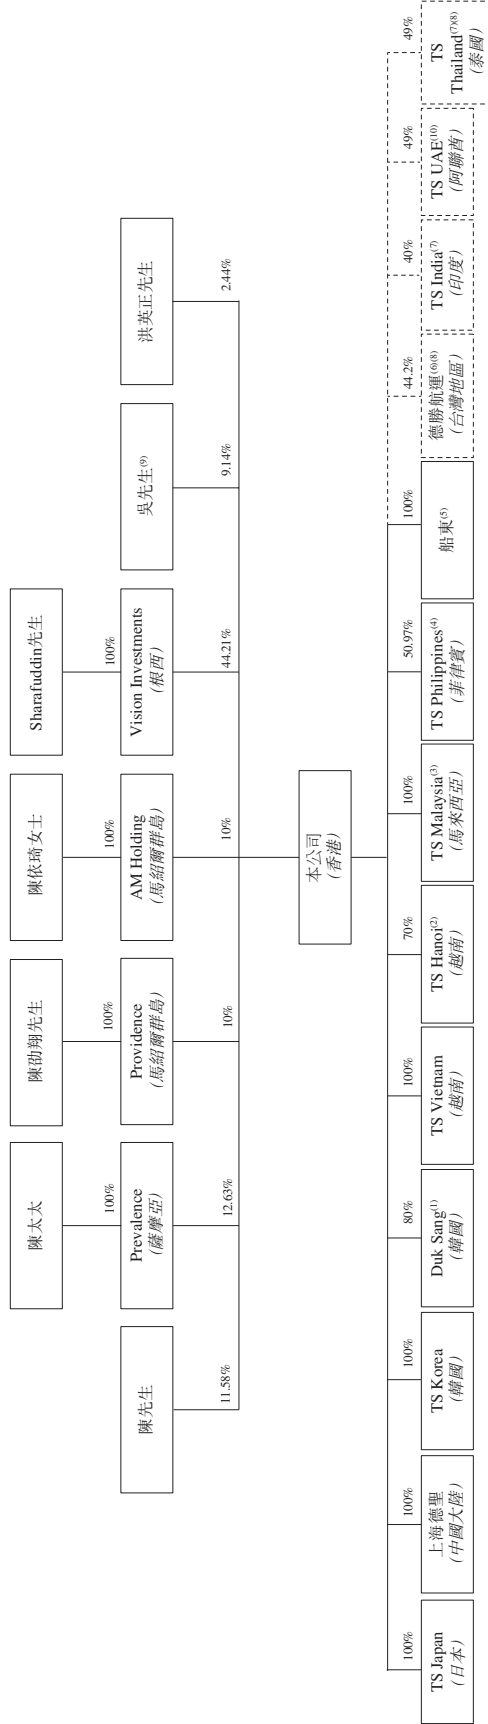 陳太太
陳劭翔先生
陳依琦女士
Sharafuddin先生
100%
100%
100%
100%
陳先生
Prevalence
(薩摩亞)
Providence
(馬紹爾群島)
AM Holding
(馬紹爾群島)
Vision Investments
(根西)
吳先生(9)
洪英正先生
11.58%
12.63%
10%
10%
44.21%
9.14%
2.44%
本公司
(香港)
100%
100%
100%
80%
100%
70%
100%
50.97%
100%
44.2%
40%
49%
49%
TS Japan
(日本)
上海德聖
(中國大陸)
TS Korea
(韓國)
Duk Sang(1)
(韓國)
TS Vietnam
(越南)
TS Hanoi(2)
(越南)
TS Malaysia(3)
(馬來西亞)
TS Philippines(4)
(菲律賓)
船東(5)
德勝航運(6)(8)
(台灣地區)
TS India(7)
(印度)
TS UAE(10)
(阿聯酋)
TS
Thailand(7)(8)
(泰國)